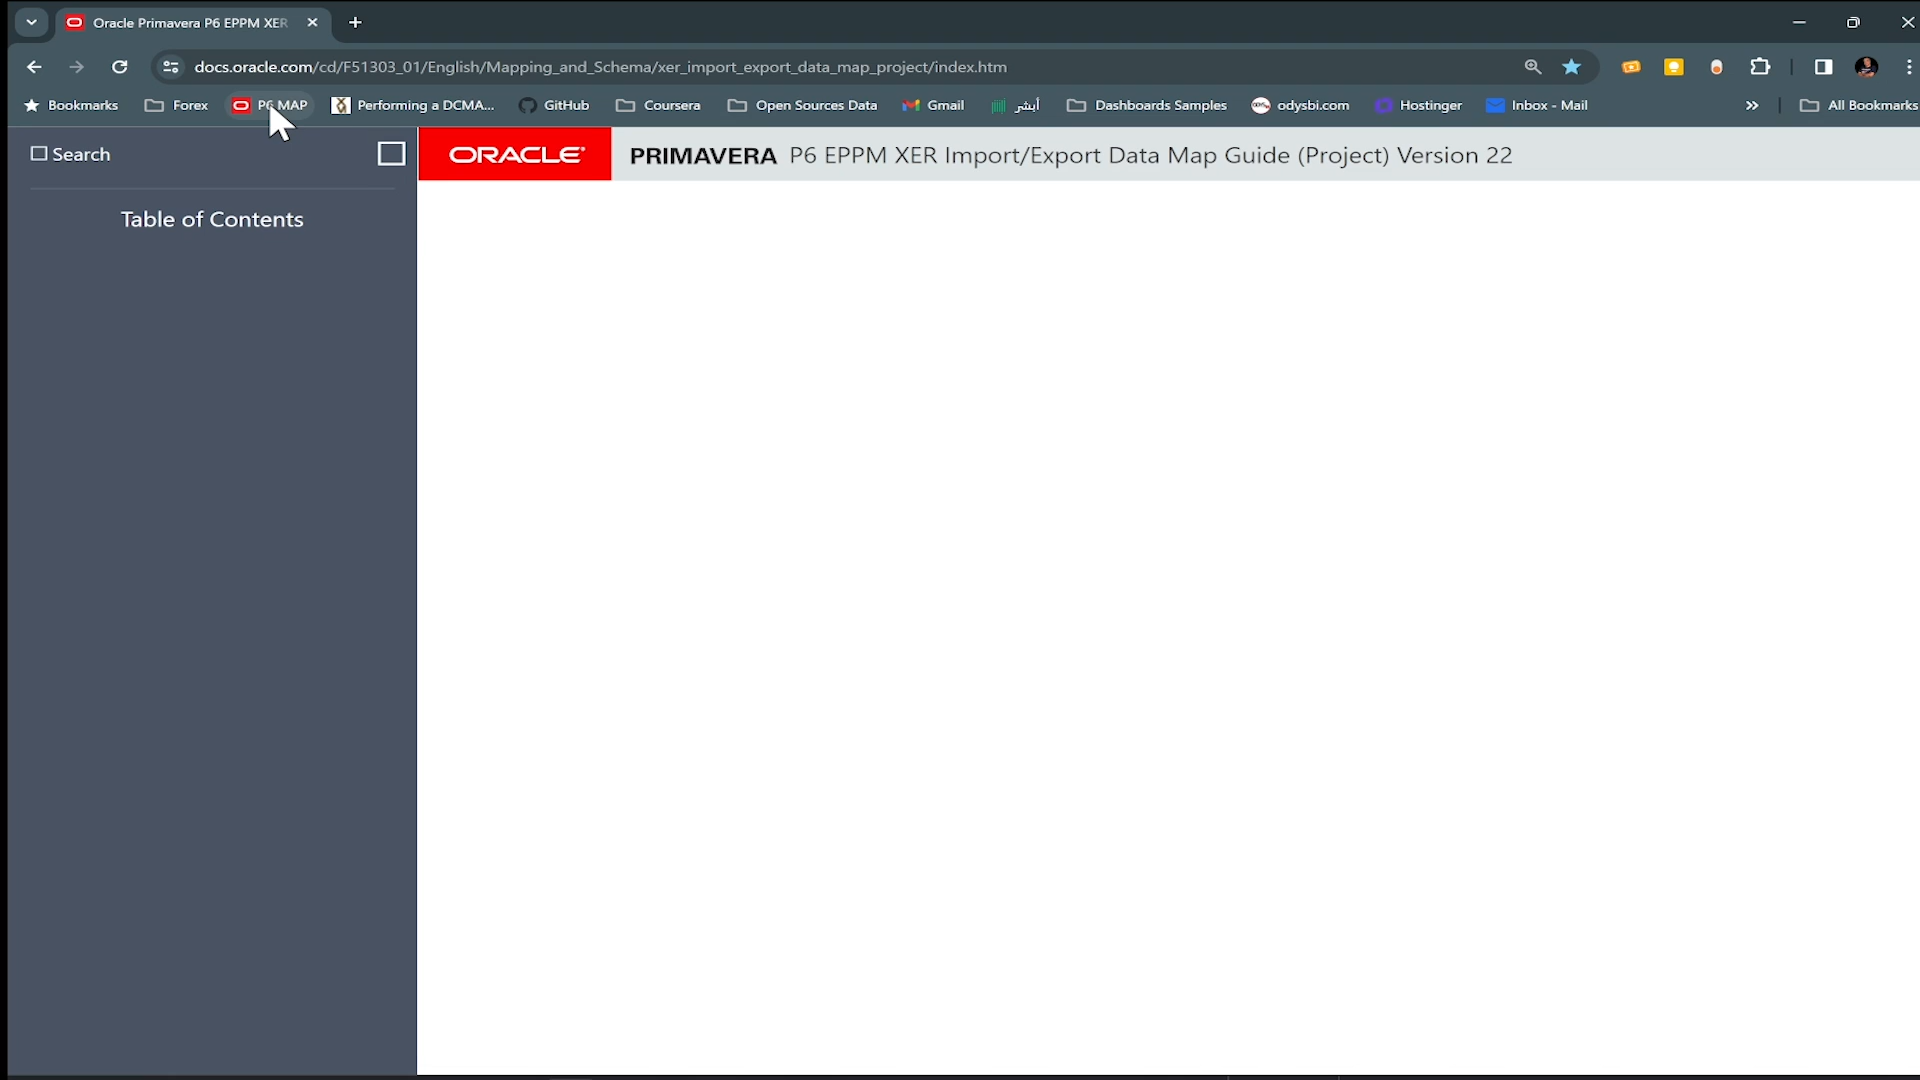 Oracle Primavera P6 EPPM XER
docs.oracle.com/cd/F51303_01/English/Mapping_and_Schema/xer_import_export_data_map_project/index.htm
Bookmarks Forex P6 MAP Performing a DCMA... GitHub Coursera Open Sources Data Gmail أبشر Dashboards Samples odysbi.com Hostinger Inbox - Mail All Bookmarks
Search
ORACLE PRIMAVERA P6 EPPM XER Import/Export Data Map Guide (Project) Version 22
Table of Contents